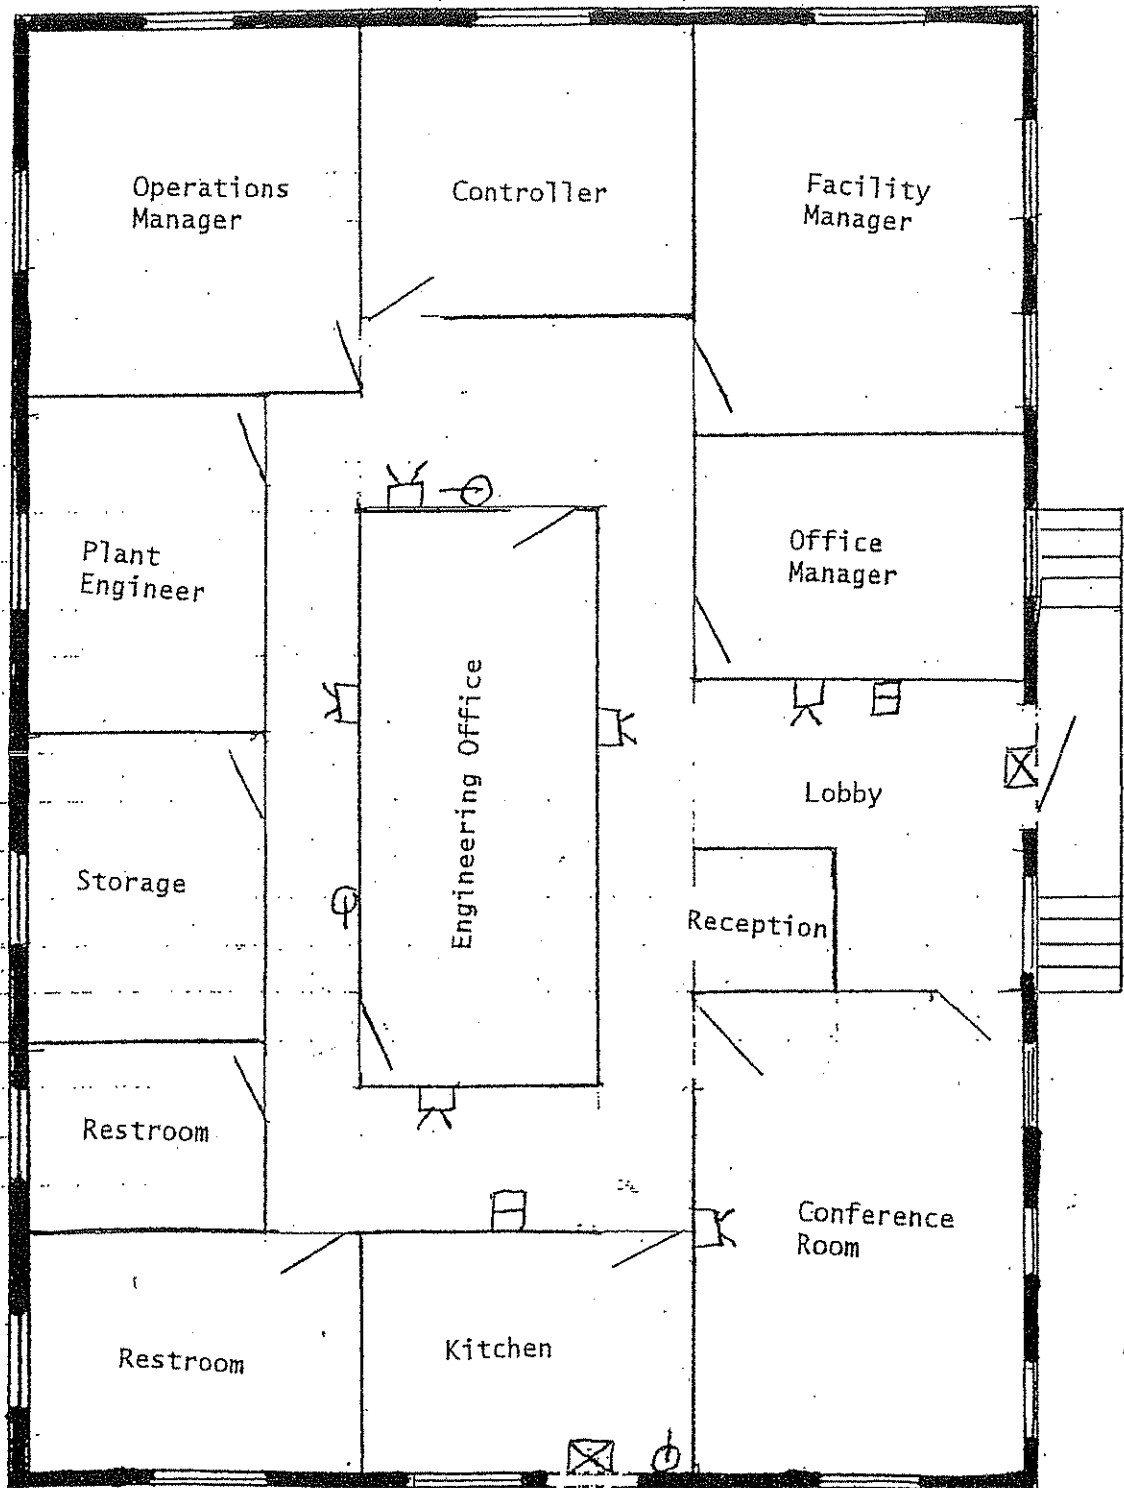 Operations
Manager
Controller
Facility
Manager
Plant
Engineer
Office
Manager
Engineering Office
Lobby
Storage
Reception
Restroom
Conference
Room
Restroom
Kitchen